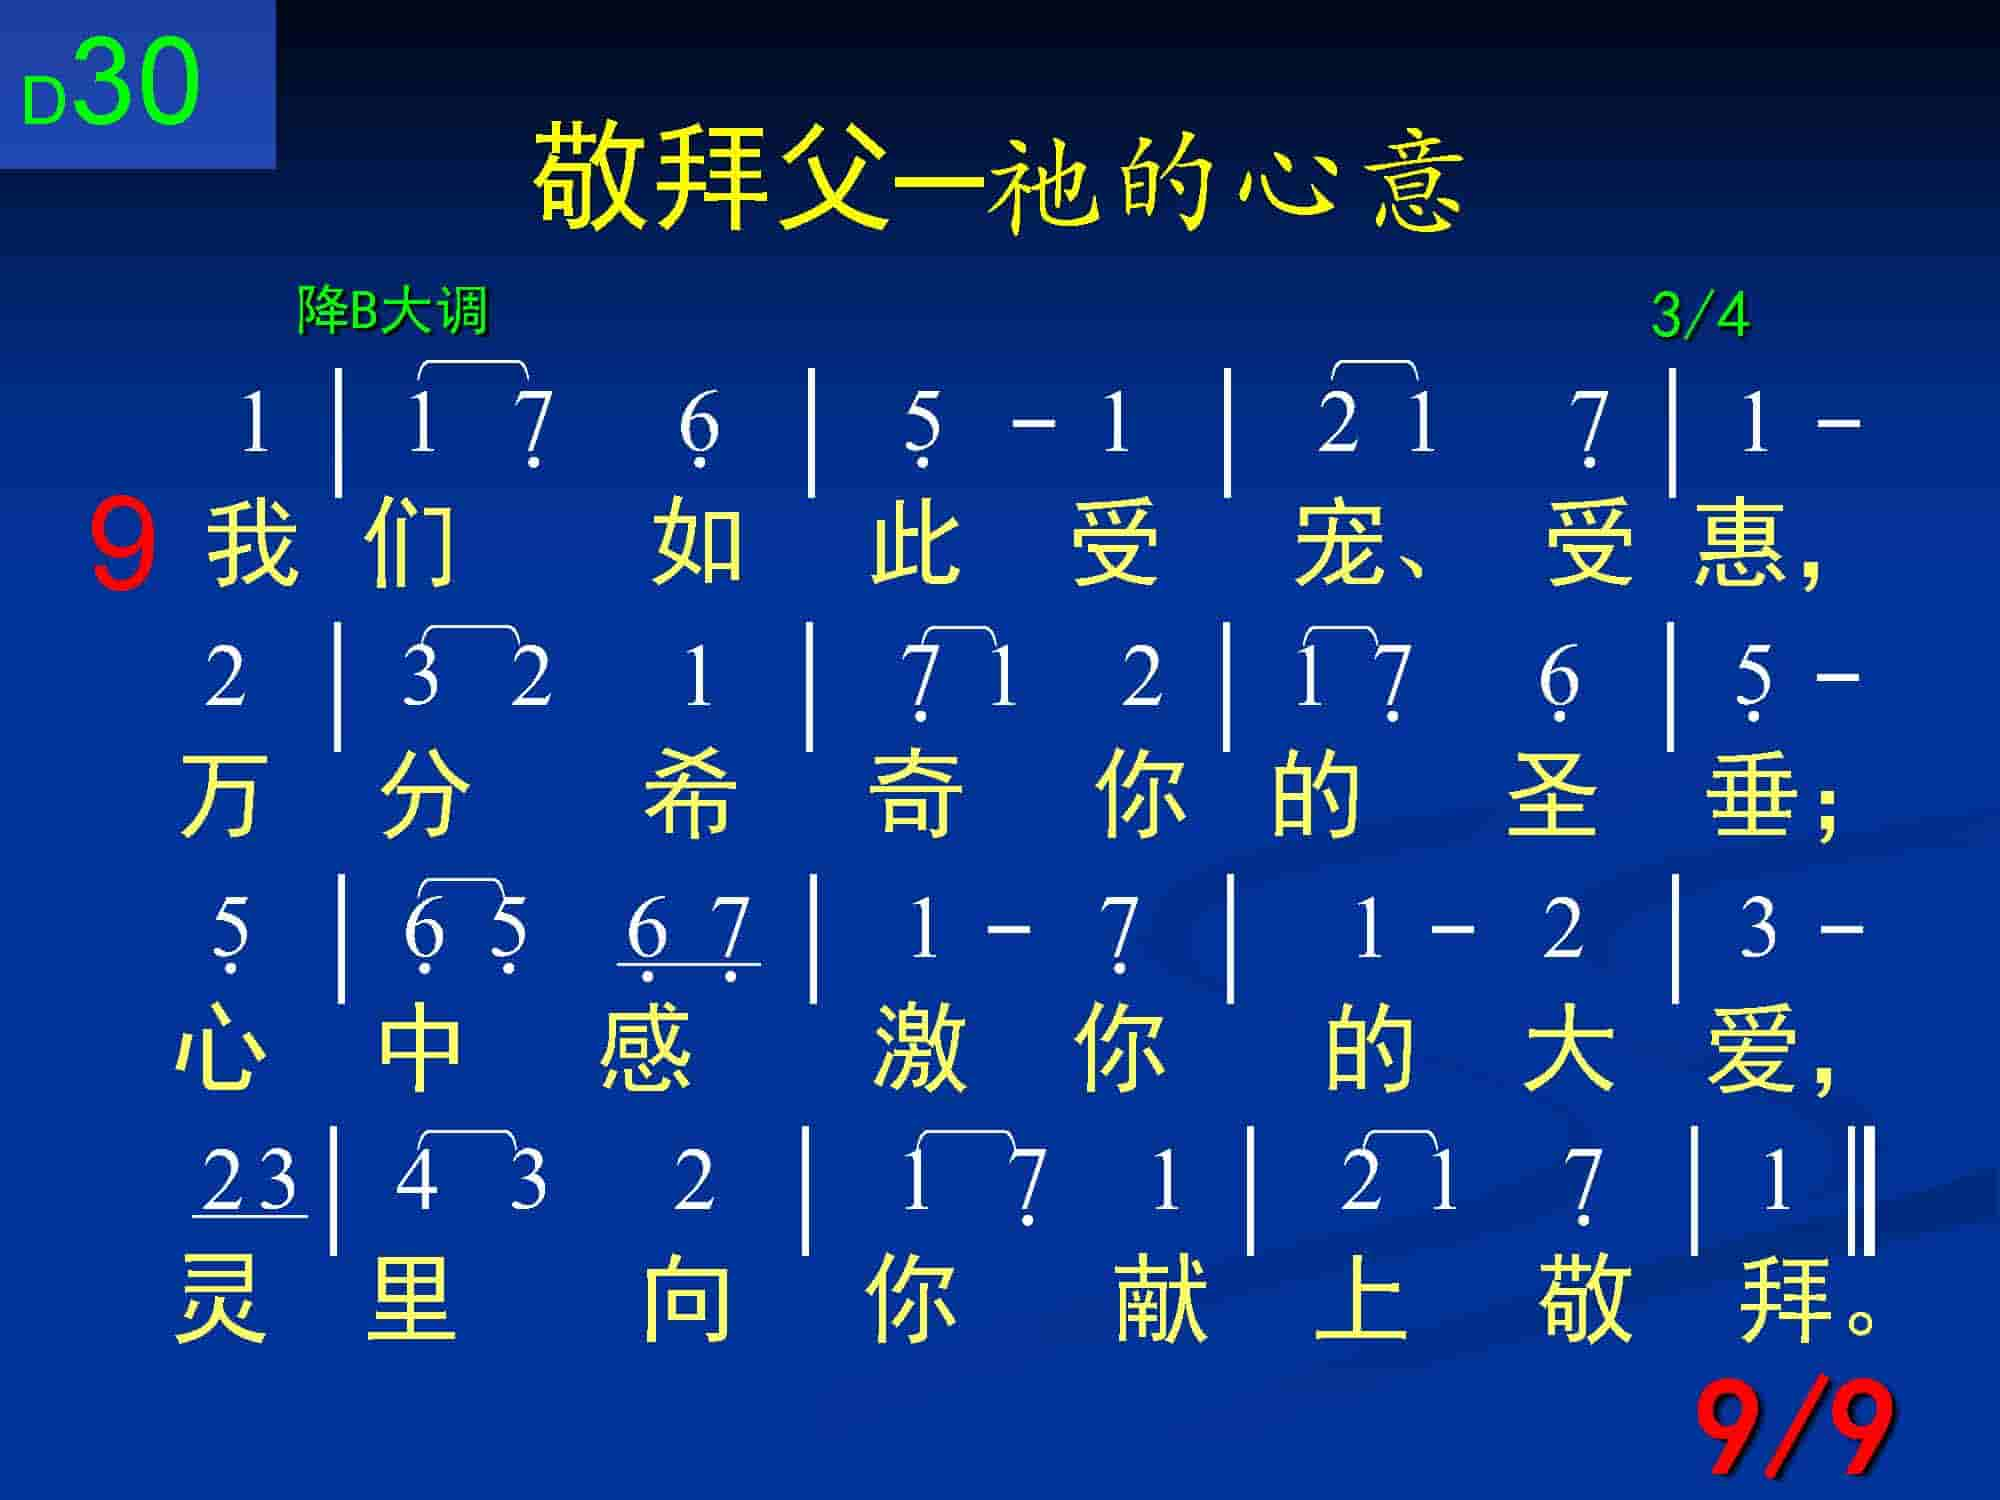 D30
敬拜父─祂的心意
降B大调 3/4
1 | 1 7̣ 6̣ | 5̣ - 1 | 2 1 7̣ | 1 -
9 我们如此受宠、受惠，
2 | 3 2 1 | 7̣ 1 2 | 1 7̣ 6̣ | 5̣ -
万分希奇你的圣垂；
5̣ | 6̣ 5̣ 6̣ 7̣ | 1 - 7̣ | 1 - 2 | 3 -
心中感激你的大爱，
2 3 | 4 3 2 | 1 7̣ 1 | 2 1 7̣ | 1 ‖
灵里向你献上敬拜。
9/9